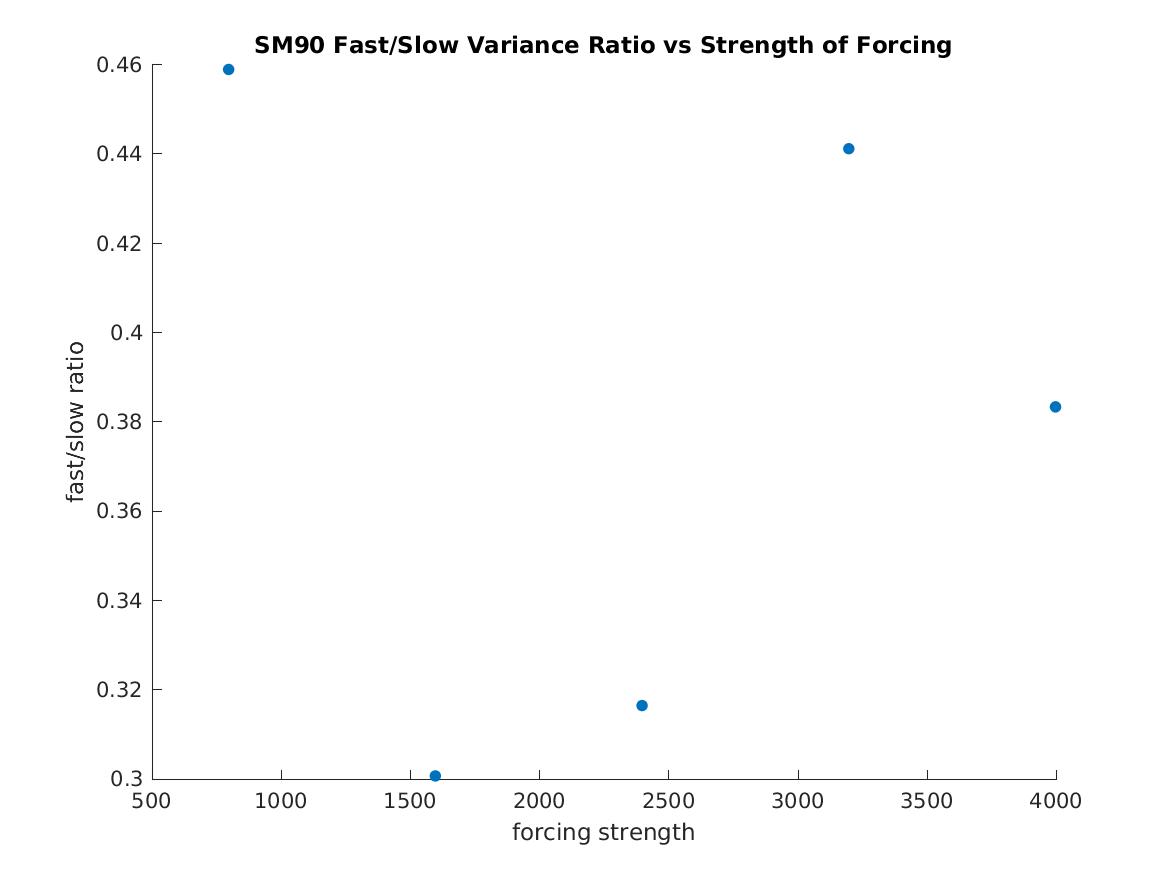 SM90 Fast/Slow Variance Ratio vs Strength of Forcing
0.46
0.44
0.42
0.4
0.38
0.36
0.34
0.32
0.3
fast/slow ratio
500 1000 1500 2000 2500 3000 3500 4000
forcing strength